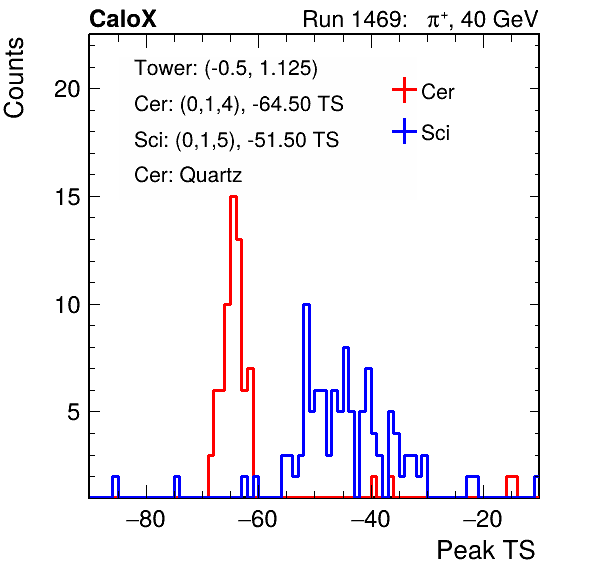 CaloX Run 1469: π⁺, 40 GeV
Counts
Tower: (-0.5, 1.125)
Cer: (0,1,4), -64.50 TS
Sci: (0,1,5), -51.50 TS
Cer: Quartz
Cer
Sci
20
15
10
5
−80 −60 −40 −20
Peak TS